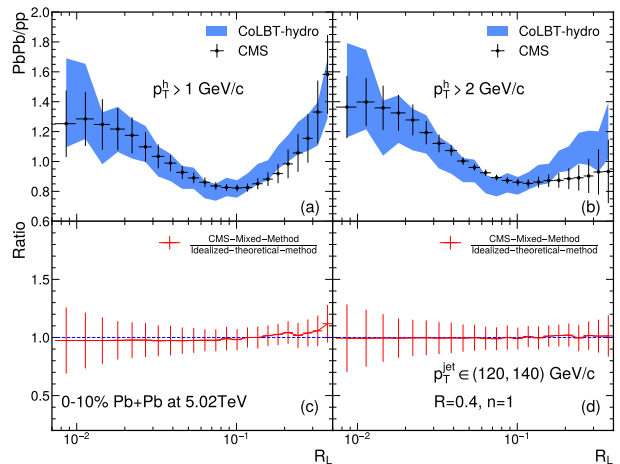 PbPb/pp
2.0
1.8
1.6
1.4
1.2
1.0
0.8
0.6
CoLBT-hydro
CMS
p_T^h > 1 GeV/c
(a)
CoLBT-hydro
CMS
p_T^h > 2 GeV/c
(b)
Ratio
1.5
1.0
0.5
CMS-Mixed-Method
Idealized-theoretical-method
0-10% Pb+Pb at 5.02TeV
(c)
CMS-Mixed-Method
Idealized-theoretical-method
p_T^jet ∈ (120, 140) GeV/c
R=0.4, n=1
(d)
10⁻² 10⁻¹ 10⁻² 10⁻¹
R_L R_L